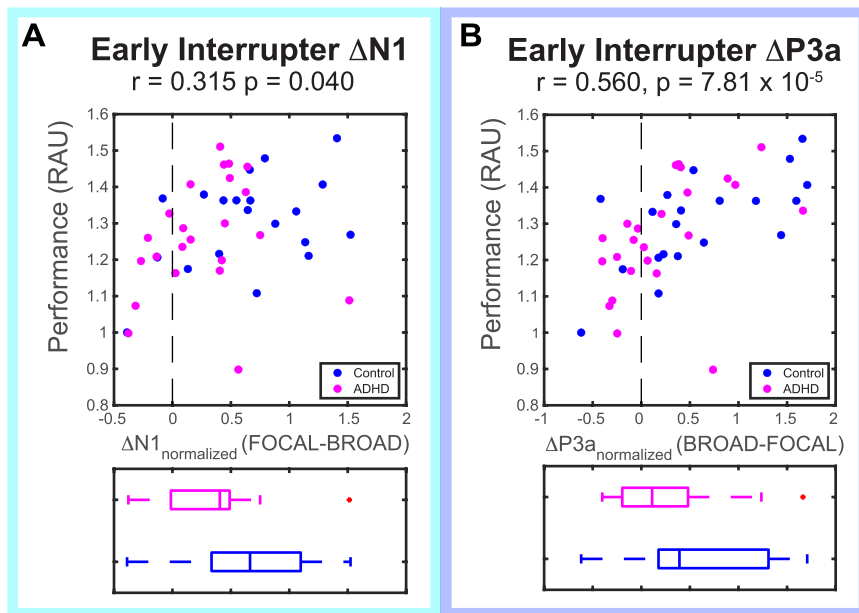 A
Early Interrupter ΔN1
r = 0.315 p = 0.040
1.6
1.5
1.4
1.3
1.2
1.1
1
0.9
0.8
Performance (RAU)
Control
ADHD
-0.5
0
0.5
1
1.5
2
ΔN1normalized (FOCAL-BROAD)
B
Early Interrupter ΔP3a
r = 0.560, p = 7.81 x 10-5
1.6
1.5
1.4
1.3
1.2
1.1
1
0.9
0.8
Performance (RAU)
Control
ADHD
-1
-0.5
0
0.5
1
1.5
2
ΔP3anormalized (BROAD-FOCAL)